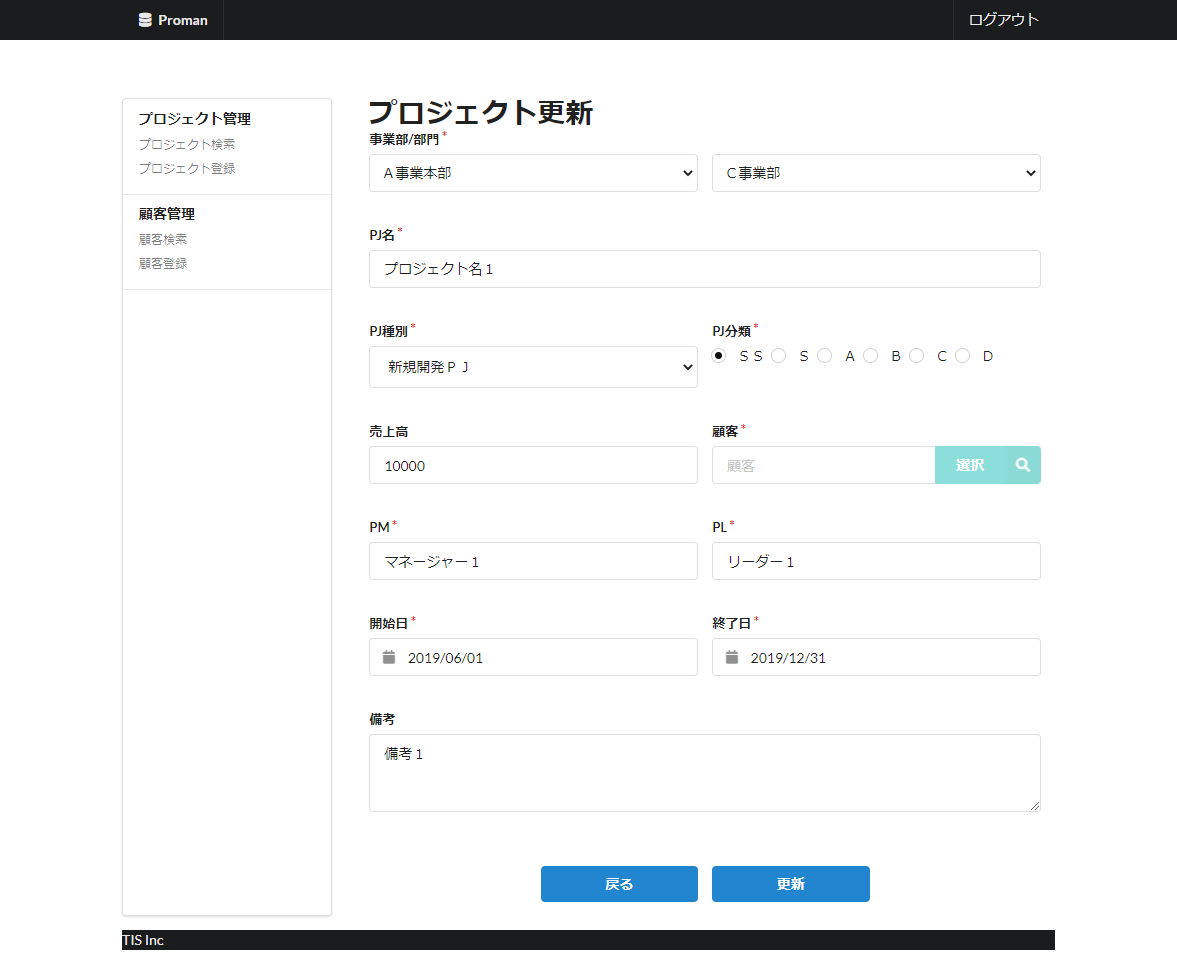 Proman
ログアウト
プロジェクト管理
プロジェクト検索
プロジェクト登録
顧客管理
顧客検索
顧客登録
プロジェクト更新
事業部/部門*
Ａ事業本部 Ｃ事業部
PJ名*
プロジェクト名１
PJ種別* PJ分類*
新規開発ＰＪ ＳＳ Ｓ Ａ Ｂ Ｃ Ｄ
売上高 顧客*
10000 顧客 選択
PM* PL*
マネージャー１ リーダー１
開始日* 終了日*
2019/06/01 2019/12/31
備考
備考１
戻る 更新
TIS Inc